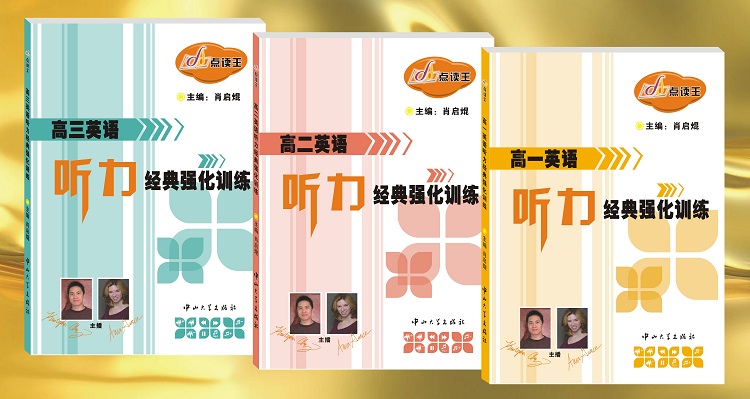 点读王
主编：肖启焜
高三英语
听力 经典强化训练
主播
中山大学出版社
点读王
主编：肖启焜
高二英语
听力 经典强化训练
主播
中山大学出版社
点读王
主编：肖启焜
高一英语
听力 经典强化训练
主播
中山大学出版社